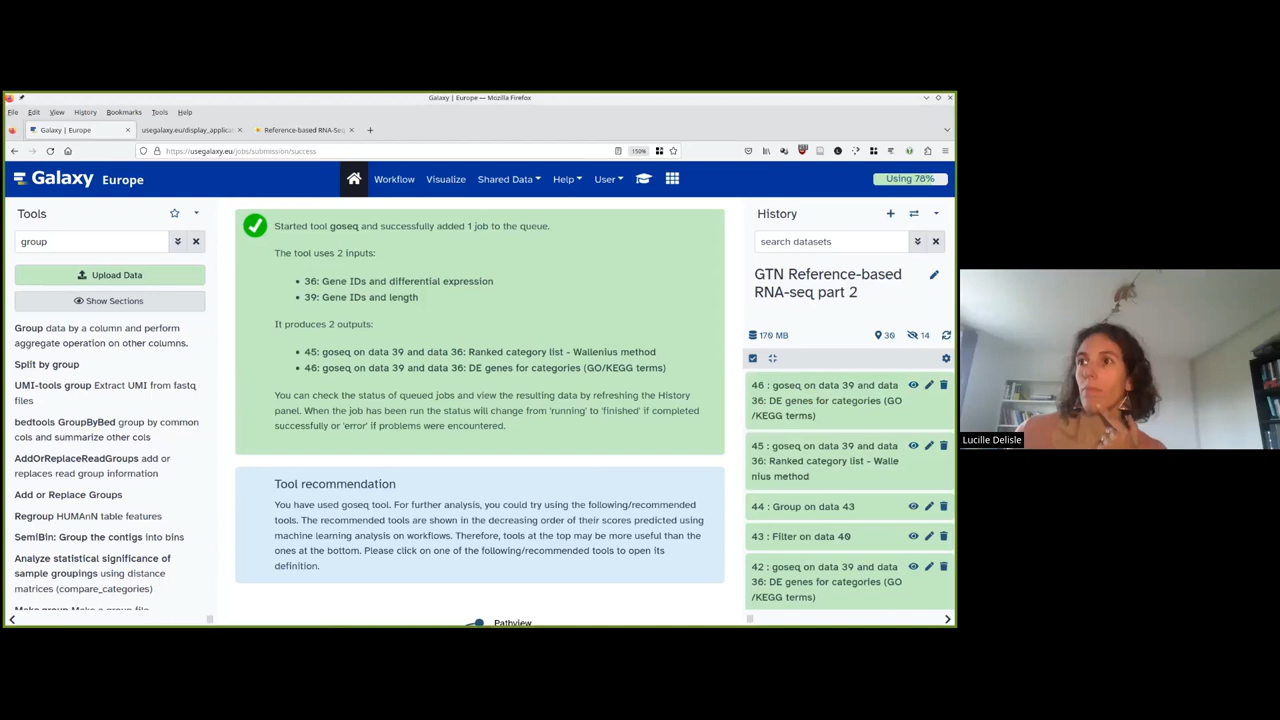 Galaxy | Europe — Mozilla Firefox
File Edit View History Bookmarks Tools Help
Galaxy | Europe × usegalaxy.eu/display_applicat × Reference-based RNA-Seq × +
https://usegalaxy.eu/jobs/submission/success 150%
Galaxy Europe Workflow Visualize Shared Data Help User Using 78%
Tools
group
Upload Data
Show Sections
Group data by a column and perform
aggregate operation on other columns.
Split by group
UMI-tools group Extract UMI from fastq
files
bedtools GroupByBed group by common
cols and summarize other cols
AddOrReplaceReadGroups add or
replaces read group information
Add or Replace Groups
Regroup HUMAnN table features
SemiBin: Group the contigs into bins
Analyze statistical significance of
sample groupings using distance
matrices (compare_categories)
Make.group Make a group file
Started tool goseq and successfully added 1 job to the queue.
The tool uses 2 inputs:
• 36: Gene IDs and differential expression
• 39: Gene IDs and length
It produces 2 outputs:
• 45: goseq on data 39 and data 36: Ranked category list - Wallenius method
• 46: goseq on data 39 and data 36: DE genes for categories (GO/KEGG terms)
You can check the status of queued jobs and view the resulting data by refreshing the History
panel. When the job has been run the status will change from 'running' to 'finished' if completed
successfully or 'error' if problems were encountered.
Tool recommendation
You have used goseq tool. For further analysis, you could try using the following/recommended
tools. The recommended tools are shown in the decreasing order of their scores predicted using
machine learning analysis on workflows. Therefore, tools at the top may be more useful than the
ones at the bottom. Please click on one of the following/recommended tools to open its
definition.
Pathview
History
search datasets
GTN Reference-based
RNA-seq part 2
170 MB 30 14
46 : goseq on data 39 and data
36: DE genes for categories (GO
/KEGG terms)
45 : goseq on data 39 and data
36: Ranked category list - Walle
nius method
44 : Group on data 43
43 : Filter on data 40
42 : goseq on data 39 and data
36: DE genes for categories (GO
/KEGG terms)
Lucille Delisle